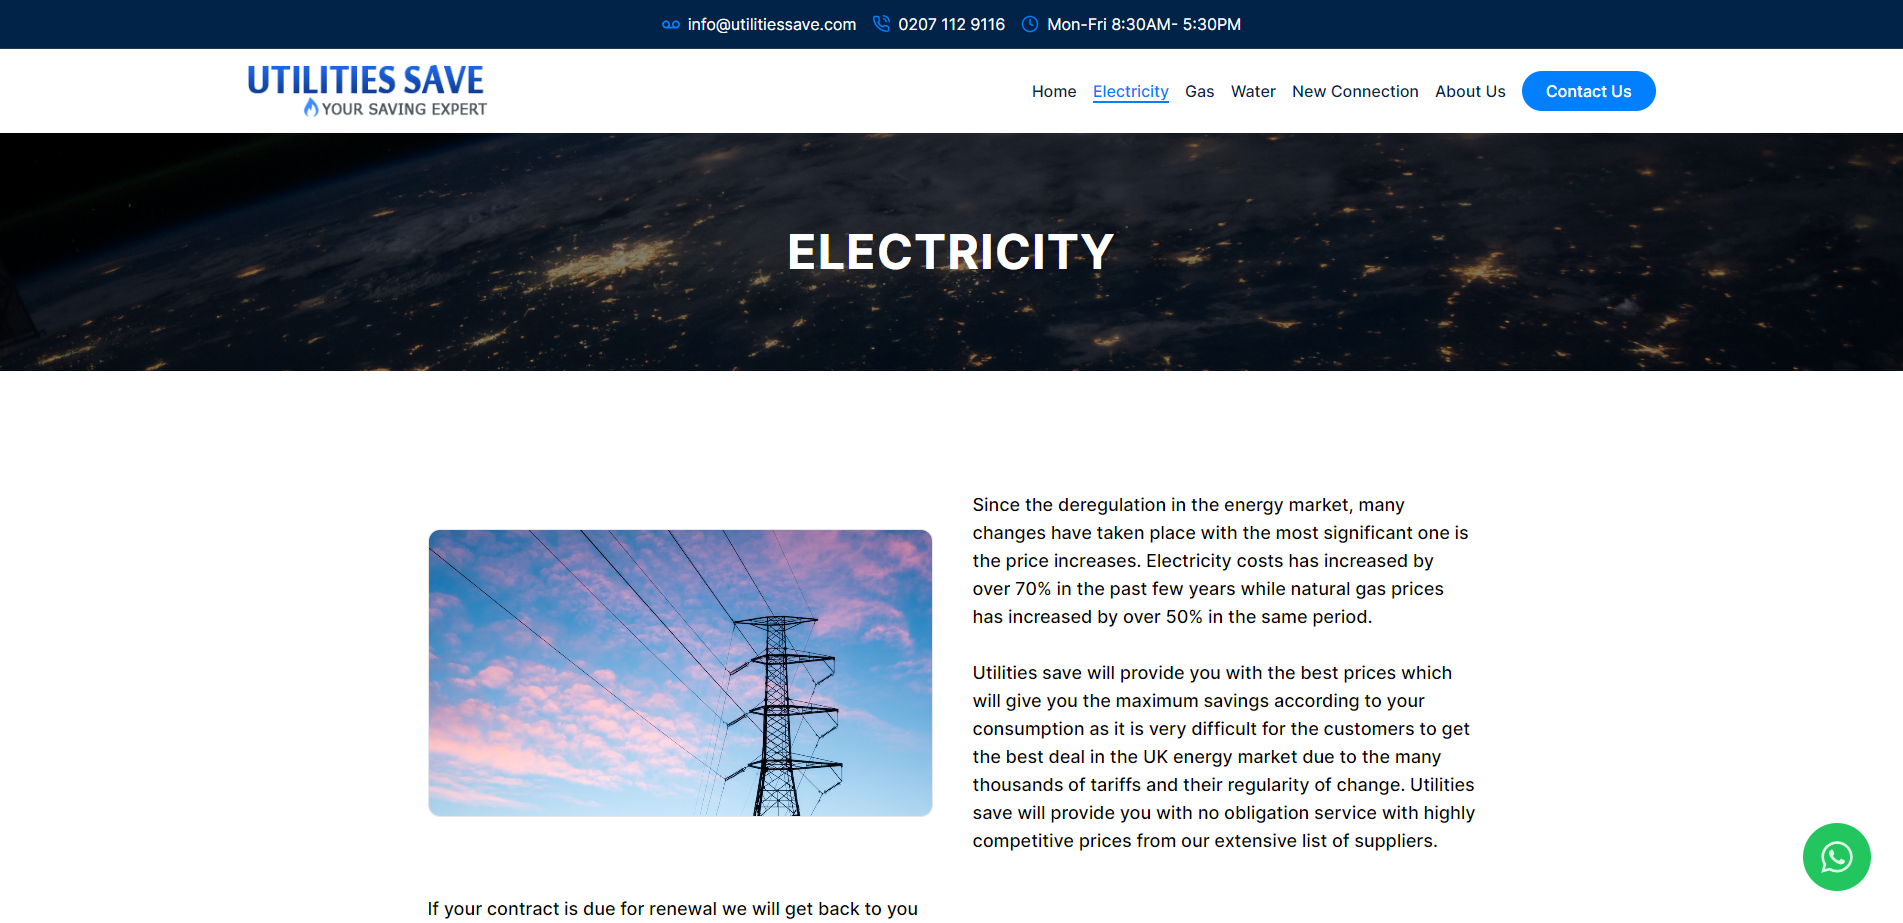 info@utilitiessave.com 0207 112 9116 Mon-Fri 8:30AM- 5:30PM
UTILITIES SAVE
YOUR SAVING EXPERT
Home Electricity Gas Water New Connection About Us Contact Us
ELECTRICITY
Since the deregulation in the energy market, many
changes have taken place with the most significant one is
the price increases. Electricity costs has increased by
over 70% in the past few years while natural gas prices
has increased by over 50% in the same period.
Utilities save will provide you with the best prices which
will give you the maximum savings according to your
consumption as it is very difficult for the customers to get
the best deal in the UK energy market due to the many
thousands of tariffs and their regularity of change. Utilities
save will provide you with no obligation service with highly
competitive prices from our extensive list of suppliers.
If your contract is due for renewal we will get back to you